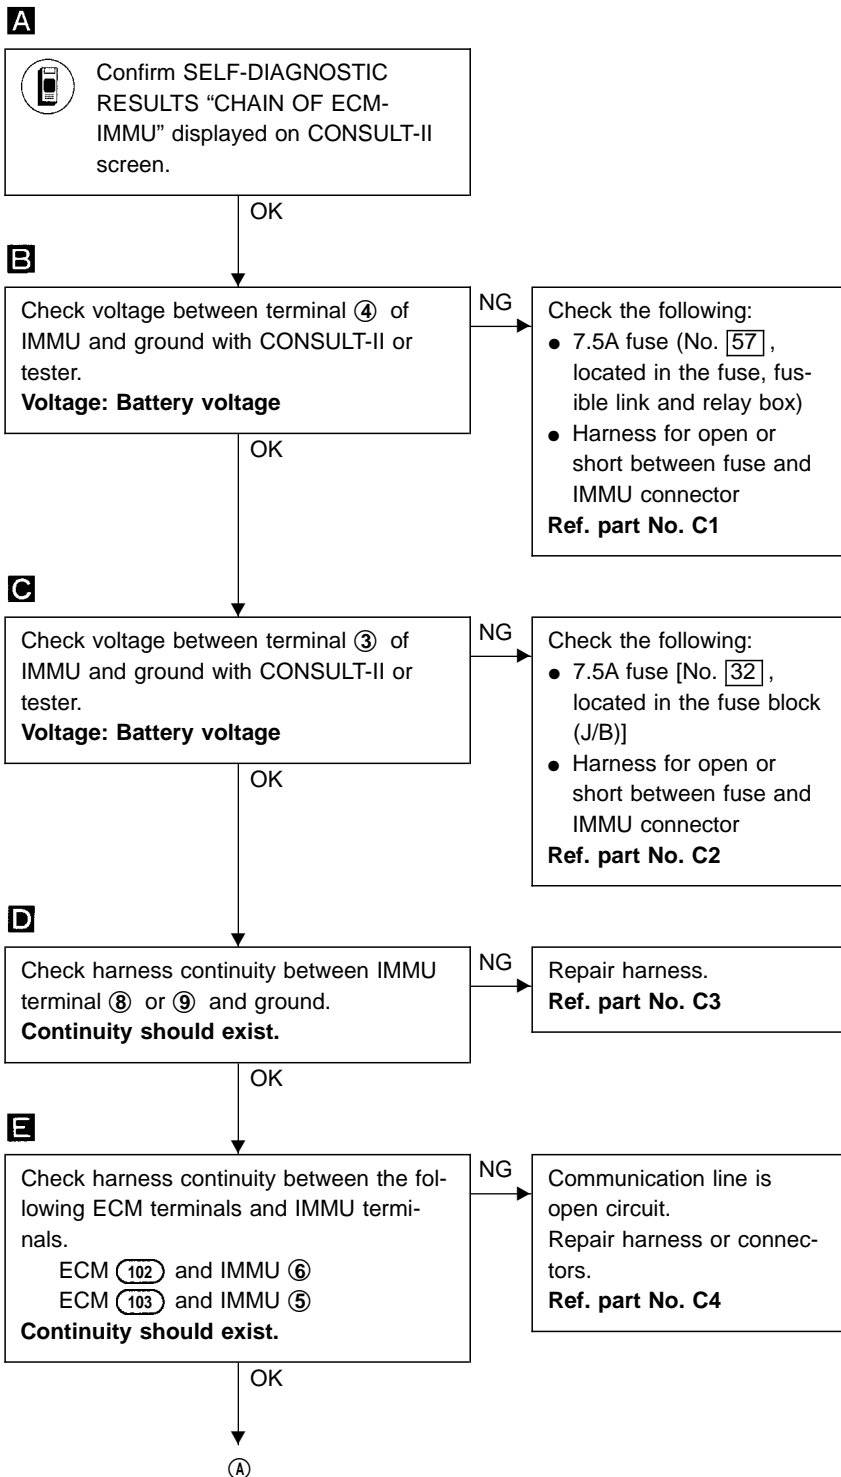 A
Confirm SELF-DIAGNOSTIC
RESULTS “CHAIN OF ECM-
IMMU” displayed on CONSULT-II
screen.
OK
B
Check voltage between terminal ④ of
IMMU and ground with CONSULT-II or
tester.
Voltage: Battery voltage
NG
Check the following:
● 7.5A fuse (No. 57 ,
located in the fuse, fus-
ible link and relay box)
● Harness for open or
short between fuse and
IMMU connector
Ref. part No. C1
OK
C
Check voltage between terminal ③ of
IMMU and ground with CONSULT-II or
tester.
Voltage: Battery voltage
NG
Check the following:
● 7.5A fuse [No. 32 ,
located in the fuse block
(J/B)]
● Harness for open or
short between fuse and
IMMU connector
Ref. part No. C2
OK
D
Check harness continuity between IMMU
terminal ⑧ or ⑨ and ground.
Continuity should exist.
NG
Repair harness.
Ref. part No. C3
OK
E
Check harness continuity between the fol-
lowing ECM terminals and IMMU termi-
nals.
ECM 102 and IMMU ⑥
ECM 103 and IMMU ⑤
Continuity should exist.
NG
Communication line is
open circuit.
Repair harness or connec-
tors.
Ref. part No. C4
OK
Ⓐ